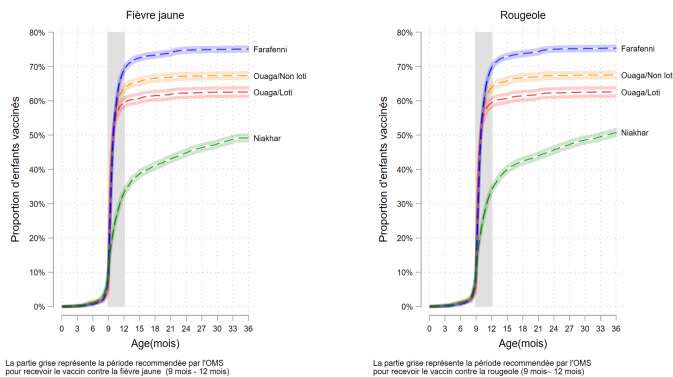 Fièvre jaune
Proportion d'enfants vaccinés
80%
70%
60%
50%
40%
30%
20%
10%
0%
Farafenni
Ouaga/Non loti
Ouaga/Loti
Niakhar
0 3 6 9 12 15 18 21 24 27 30 33 36
Age(mois)
La partie grise représente la période recommandée par l'OMS
pour recevoir le vaccin contre la fièvre jaune (9 mois - 12 mois)
Rougeole
Proportion d'enfants vaccinés
80%
70%
60%
50%
40%
30%
20%
10%
0%
Farafenni
Ouaga/Non lot
Ouaga/Loti
Niakhar
0 3 6 9 12 15 18 21 24 27 30 33 36
Age(mois)
La partie grise représente la période recommandée par l'OMS
pour recevoir le vaccin contre la rougeole (9 mois– 12 mois)